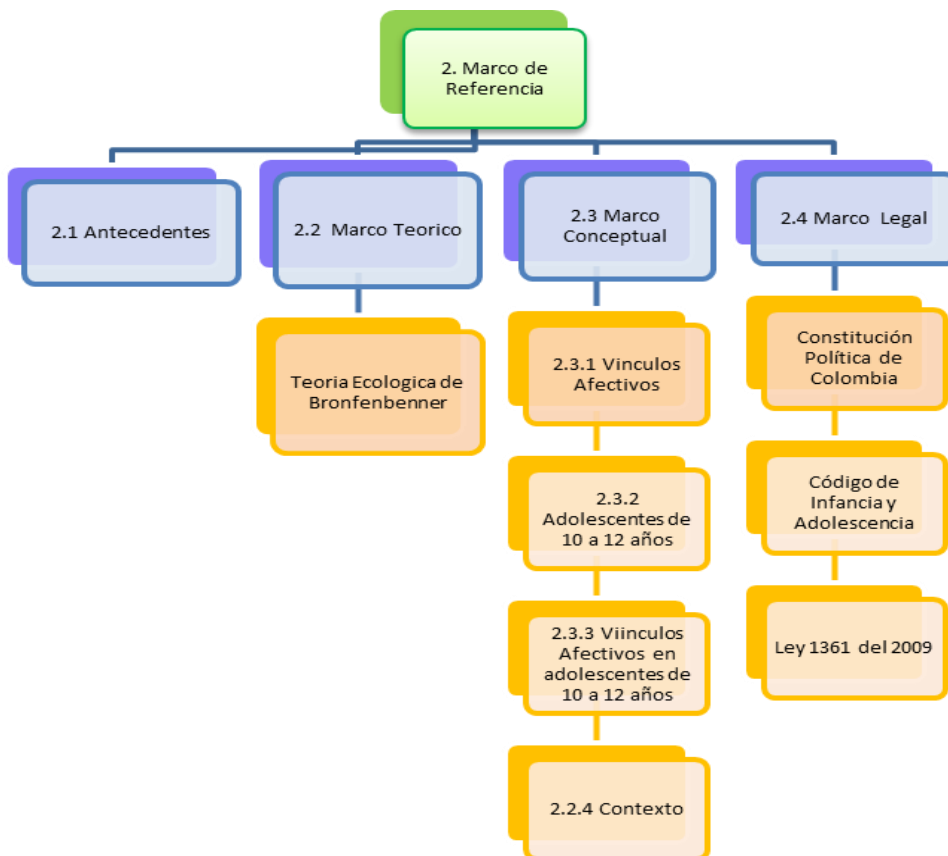 2. Marco de
Referencia
2.1 Antecedentes
2.2 Marco Teorico
2.3 Marco
Conceptual
2.4 Marco Legal
Teoria Ecologica de
Bronfenbenner
2.3.1 Vinculos
Afectivos
2.3.2
Adolescentes de
10 a 12 años
2.3.3 Viinculos
Afectivos en
adolescentes de
10 a 12 años
2.2.4 Contexto
Constitución
Política de
Colombia
Código de
Infancia y
Adolescencia
Ley 1361 del 2009